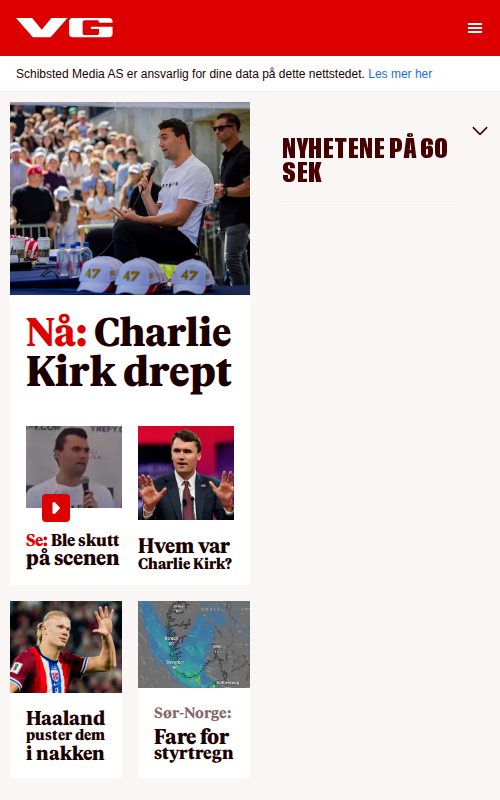 VG
Schibsted Media AS er ansvarlig for dine data på dette nettstedet. Les mer her
NYHETENE PÅ 60
SEK
47
47
47
Nå: Charlie
Kirk drept
Se: Ble skutt
på scenen
Hvem var
Charlie Kirk?
Haaland
puster dem
i nakken
Sør-Norge:
Fare for
styrtregn